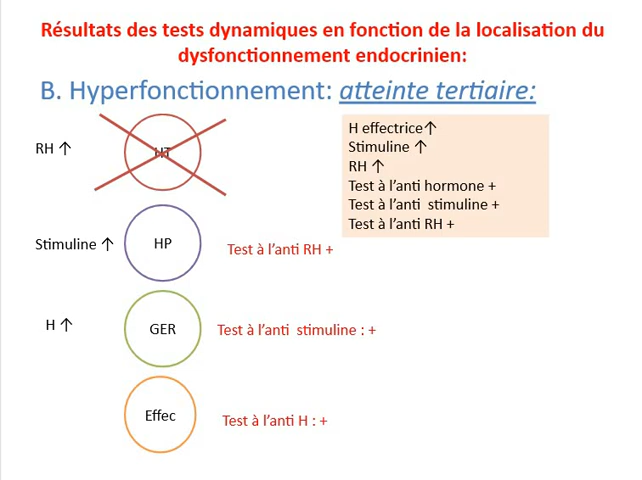 Résultats des tests dynamiques en fonction de la localisation du
dysfonctionnement endocrinien:
B. Hyperfonctionnement: atteinte tertiaire:
H effectrice↑
Stimuline ↑
RH ↑
Test à l’anti hormone +
Test à l’anti  stimuline +
Test à l’anti RH +
RH ↑
HT
Stimuline ↑
HP
Test à l’anti RH +
H ↑
GER
Test à l’anti  stimuline : +
Effec
Test à l’anti H : +